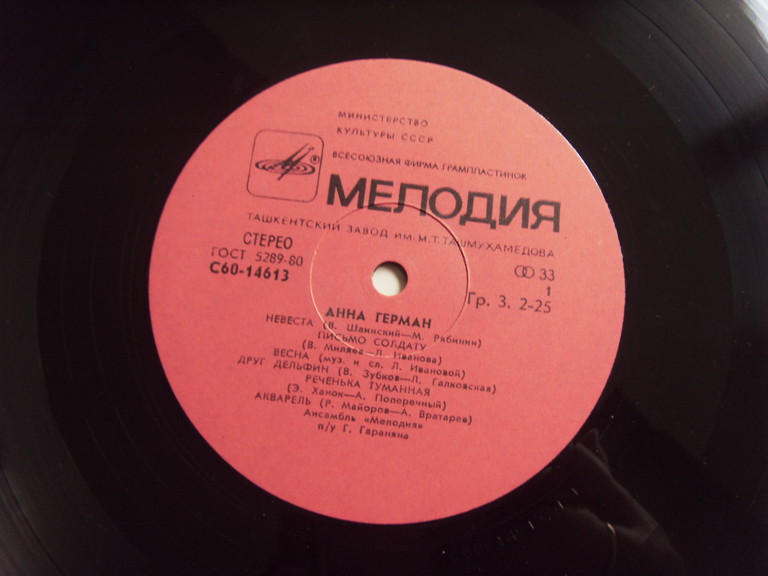 МИНИСТЕРСТВО
КУЛЬТУРЫ СССР
ВСЕСОЮЗНАЯ ФИРМА ГРАМПЛАСТИНОК
®
МЕЛОДИЯ
ТАШКЕНТСКИЙ ЗАВОД ИМ. М.Т. ТАШМУХАМЕДОВА
СТЕРЕО
ГОСТ 5289-80
С60-14613
33
1
Гр. 3. 2-25
АННА ГЕРМАН
НЕВЕСТА (В. Шаинский—М. Рябинин)
ПИСЬМО СОЛДАТУ
(В. Миляев—Л. Иванова)
ВЕСНА (муз. и сл. Л. Ивановой)
ДРУГ ДЕЛЬФИН (В. Зубков—Л. Галковская)
РЕЧЕНЬКА ТУМАННАЯ
(Э. Ханок—А. Поперечный)
АКВАРЕЛЬ (Р. Майоров—А. Вратарев)
Ансамбль «Мелодия»
п/у Г. Гараняна